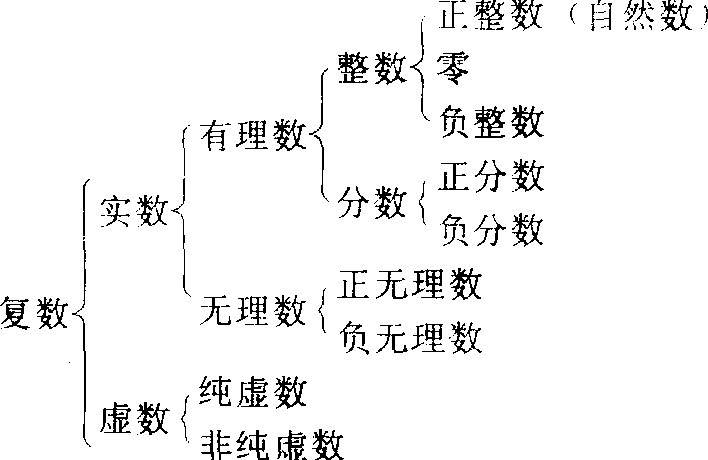 正整数（自然数）
整数
零
负整数
有理数
正分数
分数
负分数
实数
正无理数
无理数
负无理数
复数
纯虚数
虚数
非纯虚数